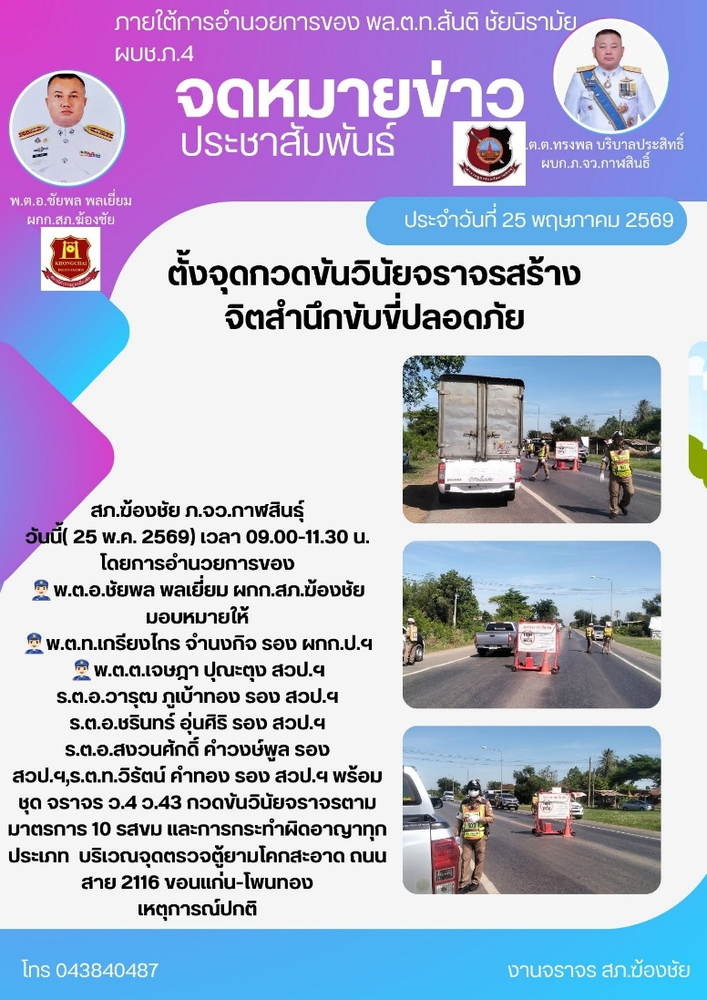 ภายใต้การอำนวยการของ พล.ต.ท.สันติ ชัยนิรามัย
ผบช.ภ.4
จดหมายข่าว
ประชาสัมพันธ์
.ต.ต.ทรงพล บริบาลประสิทธิ์
ผบก.ภ.จว.กาฬสินธุ์
พ.ต.อ.ชัยพล พลเยี่ยม
ผกก.สภ.ฆ้องชัย
KHONGCHAI
POLICE STATION
ประจำวันที่ 25 พฤษภาคม 2569
ตั้งจุดกวดขันวินัยจราจรสร้าง
จิตสำนึกขับขี่ปลอดภัย
สภ.ฆ้องชัย ภ.จว.กาฬสินธุ์
วันนี้( 25 พ.ค. 2569) เวลา 09.00-11.30 น.
โดยการอำนวยการของ
👮🏻‍♂️พ.ต.อ.ชัยพล พลเยี่ยม ผกก.สภ.ฆ้องชัย
มอบหมายให้
👮🏻‍♂️พ.ต.ท.เกรียงไกร จำนงกิจ รอง ผกก.ป.ฯ
👮🏻‍♂️พ.ต.ต.เจษฎา ปุณะตุง สวป.ฯ
ร.ต.อ.วารุฒ ภูเบ้าทอง รอง สวป.ฯ
ร.ต.อ.ชรินทร์ อุ่นศิริ รอง สวป.ฯ
ร.ต.อ.สงวนศักดิ์ คำวงษ์พูล รอง
สวป.ฯ,ร.ต.ท.วิรัตน์ คำทอง รอง สวป.ฯ พร้อม
ชุด จราจร ว.4 ว.43 กวดขันวินัยจราจรตาม
มาตรการ 10 รสขม และการกระทำผิดอาญาทุก
ประเภท บริเวณจุดตรวจตู้ยามโคกสะอาด ถนน
สาย 2116 ขอนแก่น-โพนทอง
เหตุการณ์ปกติ
โทร 043840487
งานจราจร สภ.ฆ้องชัย